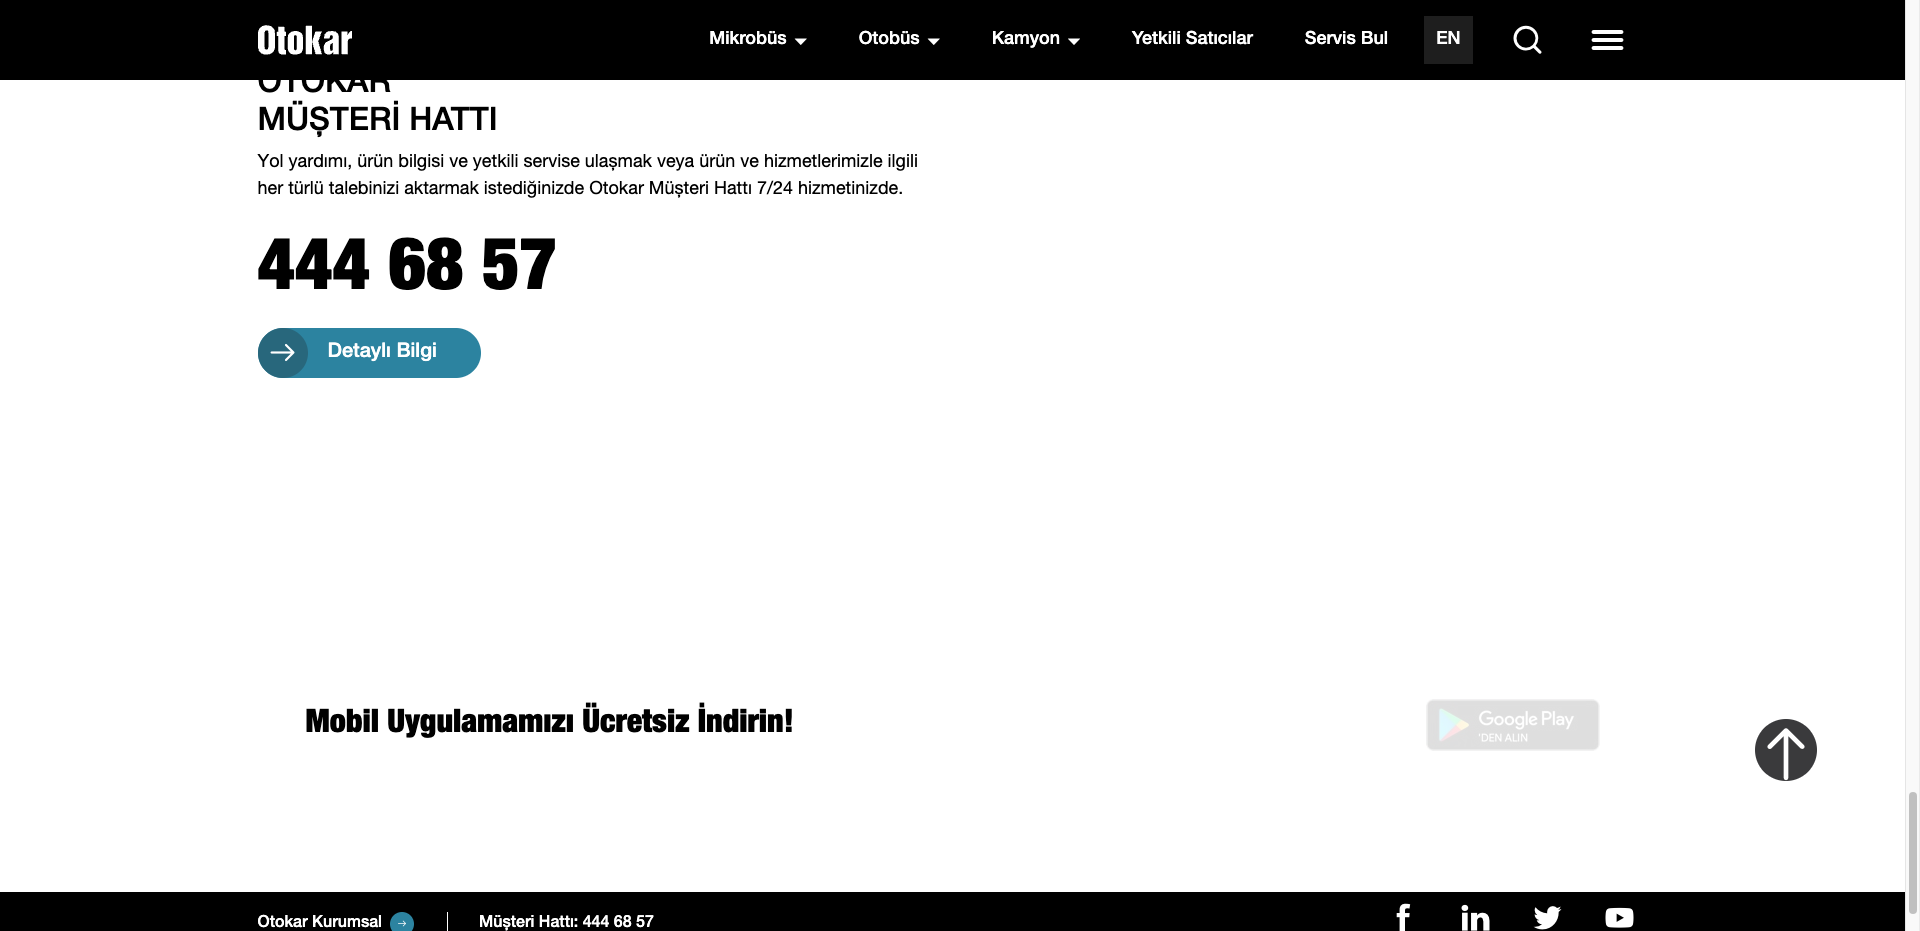 Otokar
Mikrobüs
Otobüs
Kamyon
Yetkili Satıcılar
Servis Bul
EN
OTOKAR
MÜŞTERİ HATTI
Yol yardımı, ürün bilgisi ve yetkili servise ulaşmak veya ürün ve hizmetlerimizle ilgili
her türlü talebinizi aktarmak istediğinizde Otokar Müşteri Hattı 7/24 hizmetinizde.
444 68 57
Detaylı Bilgi
Mobil Uygulamamızı Ücretsiz İndirin!
Google Play
'DEN ALIN
Otokar Kurumsal
Müşteri Hattı: 444 68 57